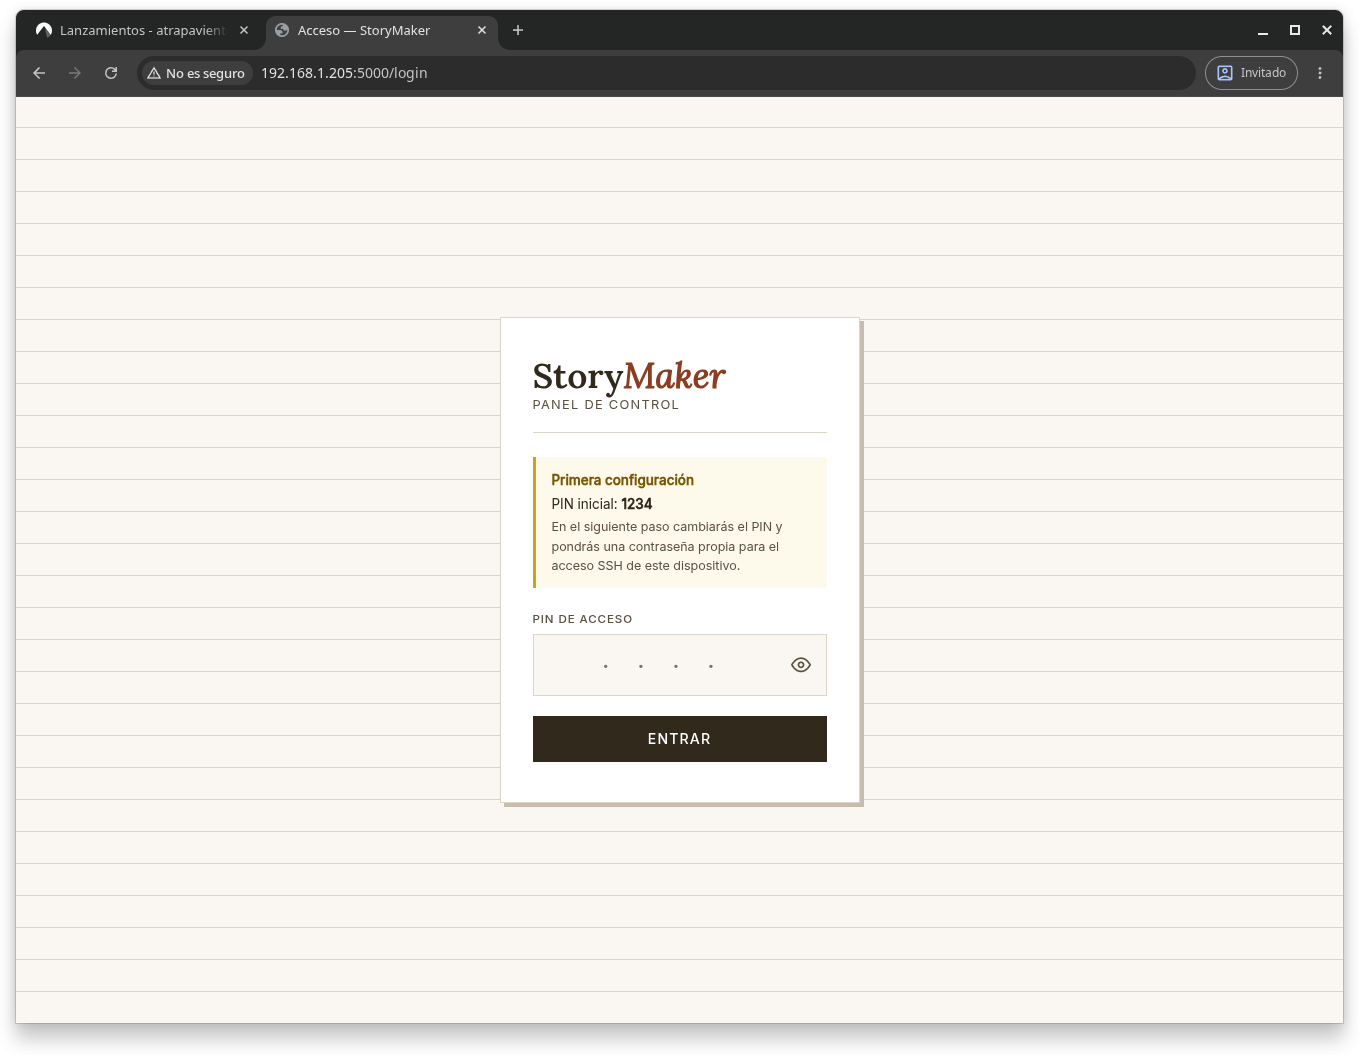 Lanzamientos - atrapavient
Acceso — StoryMaker
No es seguro
192.168.1.205:5000/login
Invitado
StoryMaker
PANEL DE CONTROL
Primera configuración
PIN inicial: 1234
En el siguiente paso cambiarás el PIN y
pondrás una contraseña propia para el
acceso SSH de este dispositivo.
PIN DE ACCESO
ENTRAR